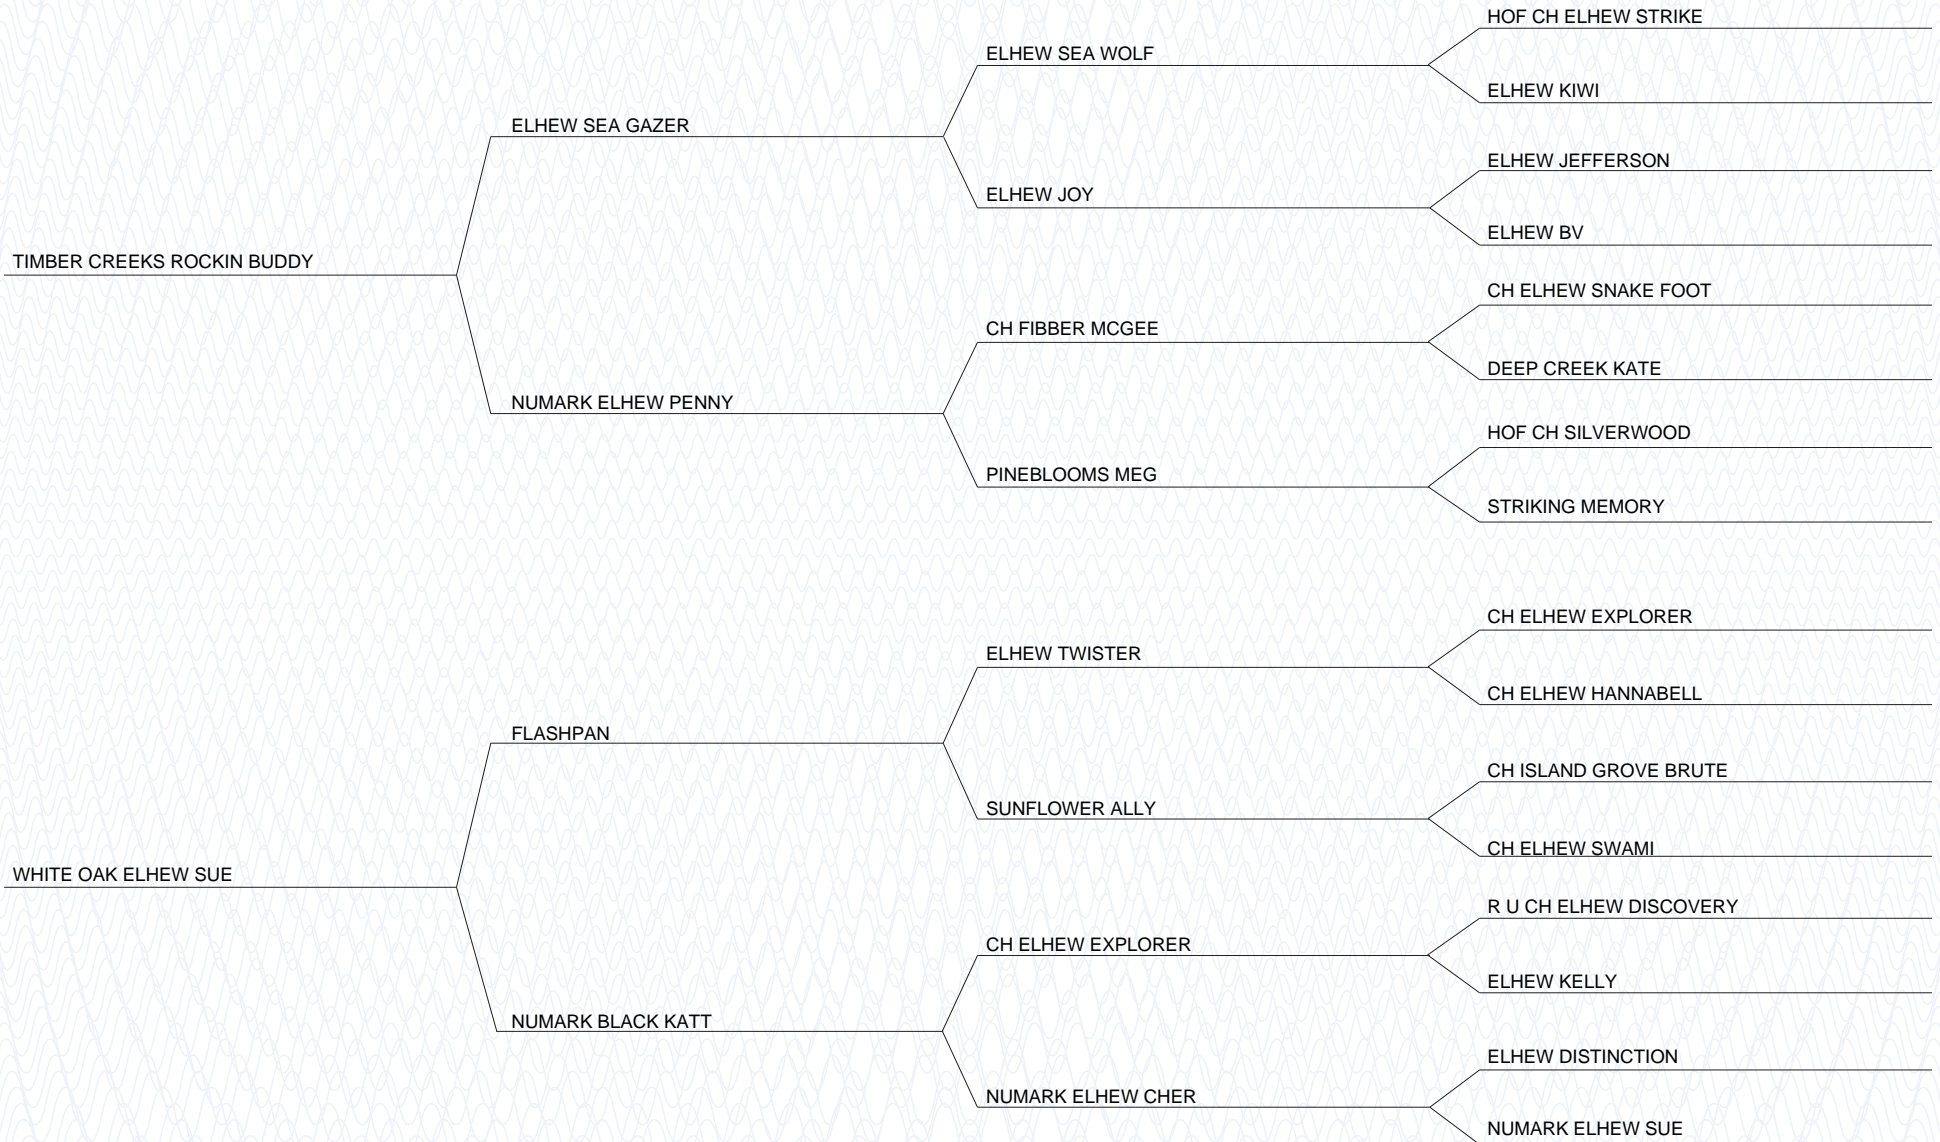 HOF CH ELHEW STRIKE
ELHEW SEA WOLF
ELHEW KIWI
ELHEW SEA GAZER
ELHEW JEFFERSON
ELHEW JOY
ELHEW BV
TIMBER CREEKS ROCKIN BUDDY
CH ELHEW SNAKE FOOT
CH FIBBER MCGEE
DEEP CREEK KATE
NUMARK ELHEW PENNY
HOF CH SILVERWOOD
PINEBLOOMS MEG
STRIKING MEMORY
CH ELHEW EXPLORER
ELHEW TWISTER
CH ELHEW HANNABELL
FLASHPAN
CH ISLAND GROVE BRUTE
SUNFLOWER ALLY
CH ELHEW SWAMI
WHITE OAK ELHEW SUE
R U CH ELHEW DISCOVERY
CH ELHEW EXPLORER
ELHEW KELLY
NUMARK BLACK KATT
ELHEW DISTINCTION
NUMARK ELHEW CHER
NUMARK ELHEW SUE